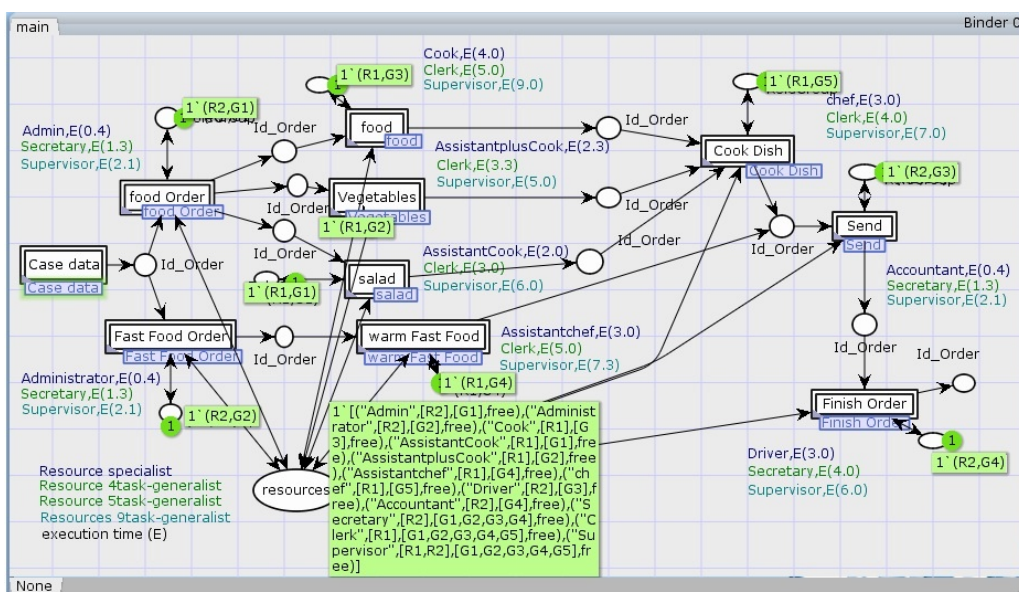 main
Binder 0
Cook,E(4.0)
Clerk,E(5.0)
Supervisor,E(9.0)
1`(R1,G3)
1`(R2,G1)
1
1
1`(R1,G5)
chef,E(3.0)
Clerk,E(4.0)
Supervisor,E(7.0)
Admin,E(0.4)
Secretary,E(1.3)
Supervisor,E(2.1)
Id_Order
food
food
Id_Order
AssistantplusCook,E(2.3)
Clerk,E(3.3)
Supervisor,E(5.0)
Cook Dish
Cook Dish
1`(R2,G3)
food Order
food Order
Id_Order
Vegetables
Vegetables
Id_Order
1`(R1,G2)
Id_Order
Send
Send
Id_Order
Case data
Case data
Id_Order
Id_Order
AssistantCook,E(2.0)
Clerk,E(3.0)
Supervisor,E(6.0)
Id_Order
salad
salad
1
1`(R1,G1)
Accountant,E(0.4)
Secretary,E(1.3)
Supervisor,E(2.1)
Fast Food Order
Fast Food Order
Id_Order
warm Fast Food
warm Fast Food
Assistantchef,E(3.0)
Clerk,E(5.0)
Supervisor,E(7.3)
Id_Order
Id_Order
Administrator,E(0.4)
Secretary,E(1.3)
Supervisor,E(2.1)
1`(R2,G2)
1
1`(R1,G4)
Finish Order
Finish Order
1
1`(R2,G4)
1`[("Admin",[R2],[G1],free),("Administ
rator",[R2],[G2],free),("Cook",[R1],[G
3],free),("AssistantCook",[R1],[G1],fre
e),("AssistantplusCook",[R1],[G2],free)
,("Assistantchef",[R1],[G4],free),("ch
ef",[R1],[G5],free),("Driver",[R2],[G3],f
ree),("Accountant",[R2],[G4],free),("S
ecretary",[R2],[G1,G2,G3,G4],free),("C
lerk",[R1],[G1,G2,G3,G4,G5],free),("Su
pervisor",[R1,R2],[G1,G2,G3,G4,G5],fr
ee)]
resources
Driver,E(3.0)
Secretary,E(4.0)
Supervisor,E(6.0)
Resource specialist
Resource 4task-generalist
Resource 5task-generalist
Resources 9task-generalist
execution time (E)
None